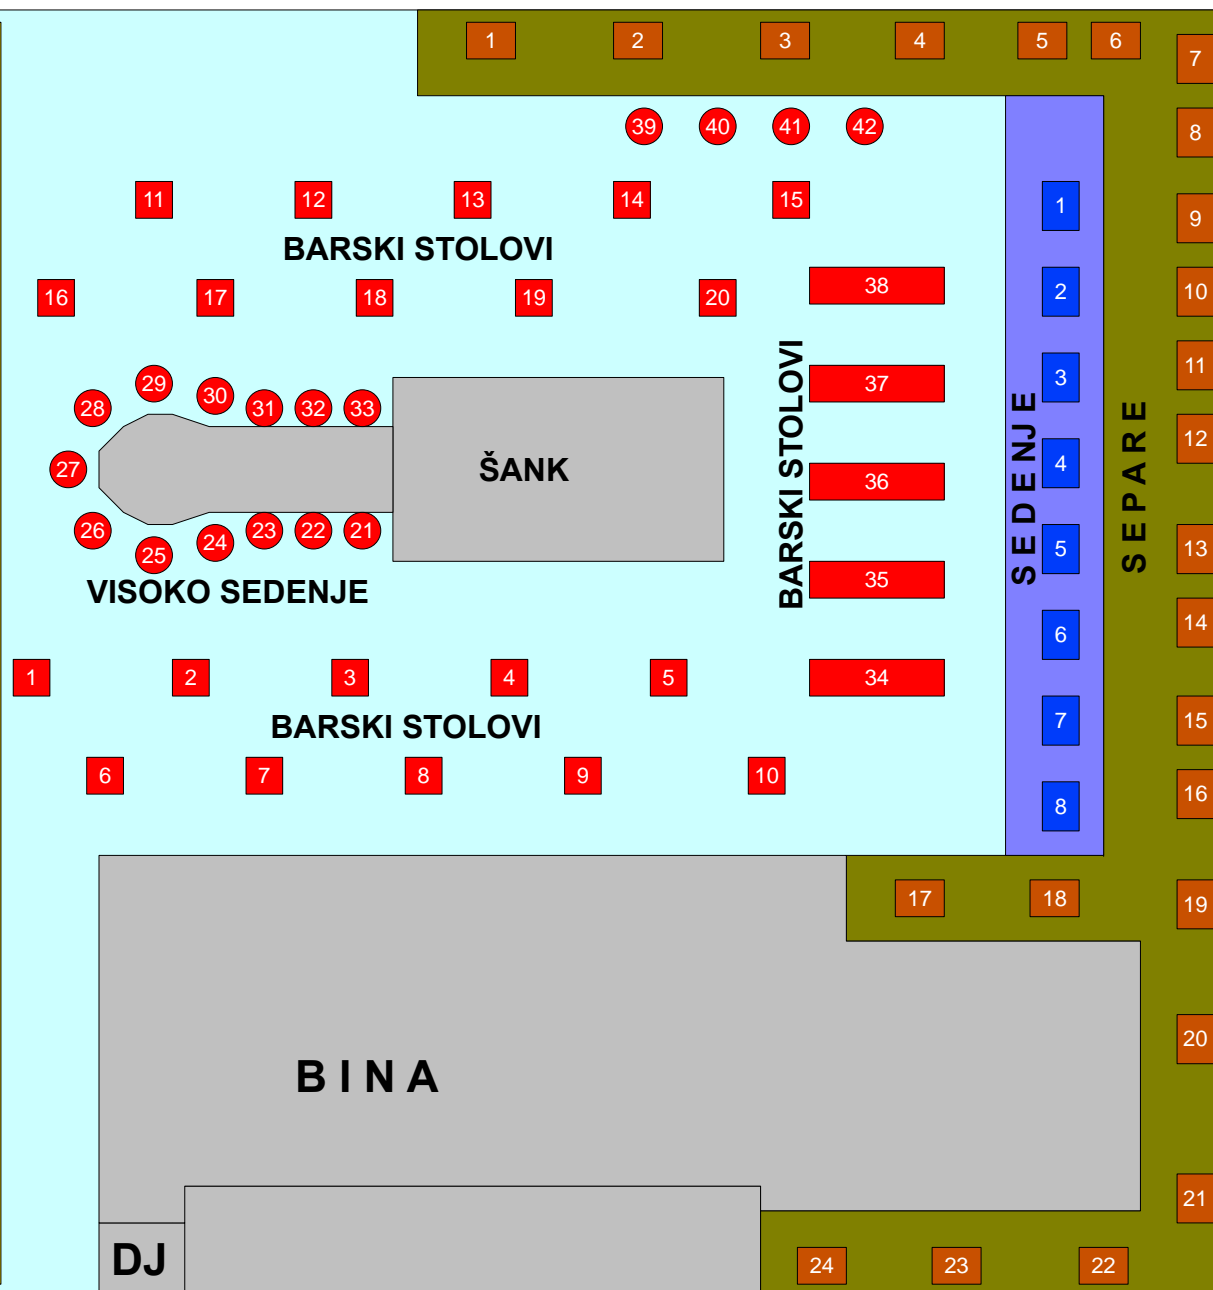 1 2 3 4 5 6
7
39 40 41 42
8
11 12 13 14 15
1
9
BARSKI STOLOVI
16 17 18 19 20
38
2
10
BARSKI STOLOVI
SEDENJE
SEPARE
37
3
11
28 29 30 31 32 33
12
27
ŠANK
36
4
26 25 24 23 22 21
5
13
VISOKO SEDENJE
35
6
14
1 2 3 4 5
34
BARSKI STOLOVI
7
15
6 7 8 9 10
8
16
17 18
19
BINA
20
21
DJ
24 23 22